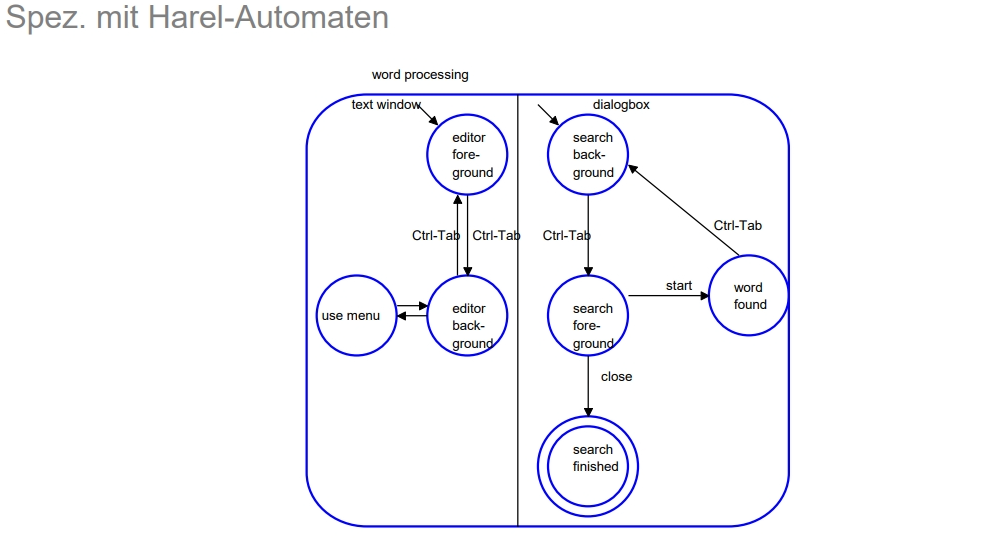 Spez. mit Harel-Automaten
word processing
text window
dialogbox
editor
fore-
ground
search
back-
ground
Ctrl-Tab
Ctrl-Tab
Ctrl-Tab
Ctrl-Tab
use menu
editor
back-
ground
search
fore-
ground
start
word
found
close
search
finished